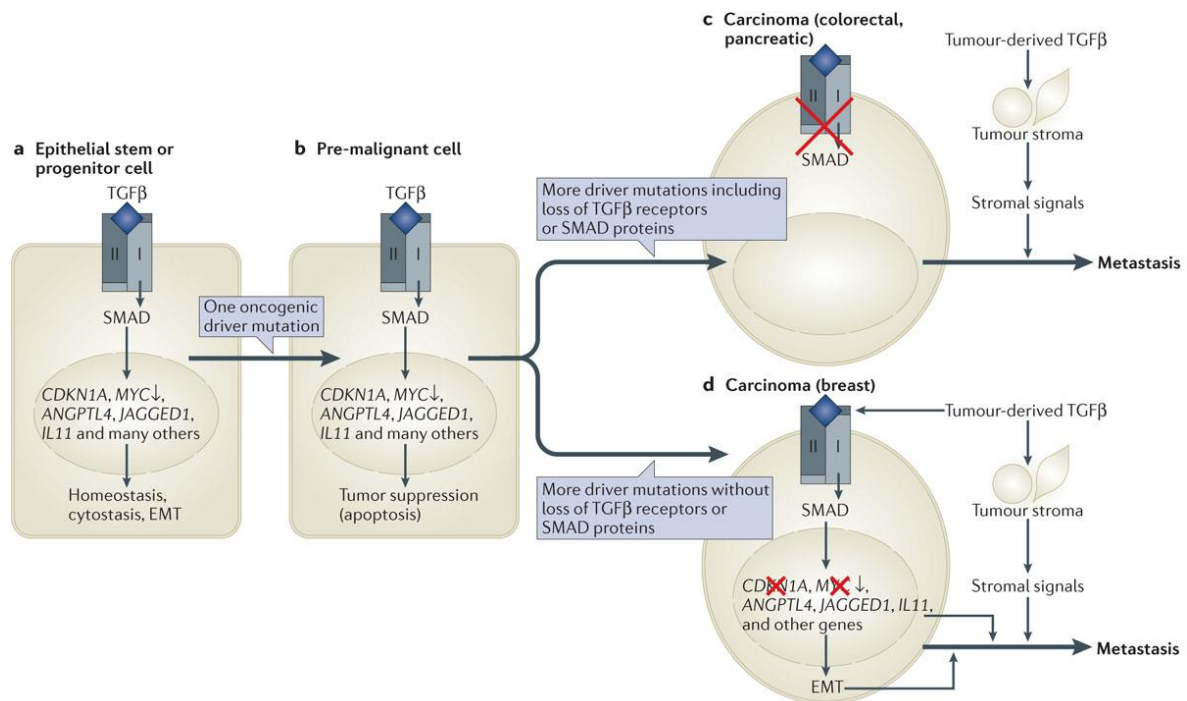 a Epithelial stem or
progenitor cell
TGFβ
II I
SMAD
CDKN1A, MYC↓,
ANGPTL4, JAGGED1,
IL11 and many others
Homeostasis,
cytostasis, EMT
One oncogenic
driver mutation
b Pre-malignant cell
TGFβ
II I
SMAD
CDKN1A, MYC↓,
ANGPTL4, JAGGED1,
IL11 and many others
Tumor suppression
(apoptosis)
More driver mutations including
loss of TGFβ receptors
or SMAD proteins
More driver mutations without
loss of TGFβ receptors or
SMAD proteins
c Carcinoma (colorectal,
pancreatic)
II I
SMAD
Tumour-derived TGFβ
Tumour stroma
Stromal signals
Metastasis
d Carcinoma (breast)
II I
SMAD
CDKN1A, MYC↓,
ANGPTL4, JAGGED1, IL11,
and other genes
EMT
Tumour-derived TGFβ
Tumour stroma
Stromal signals
Metastasis